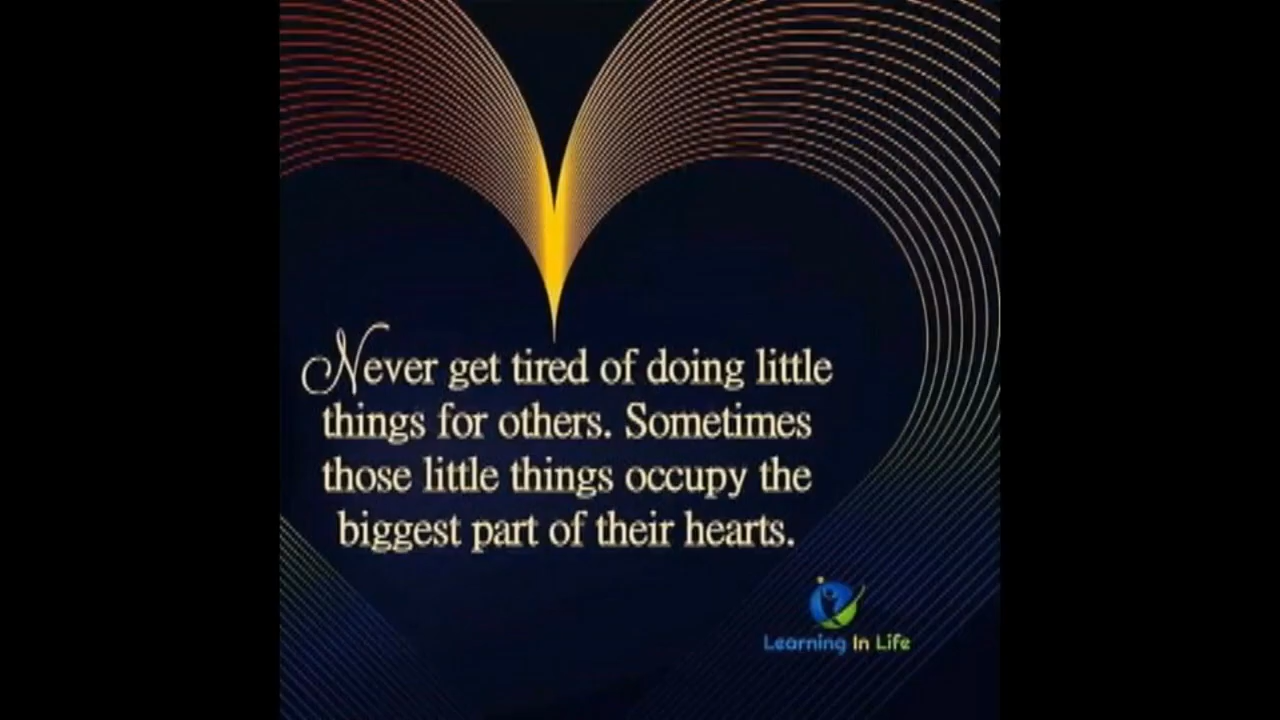 Never get tired of doing little
things for others. Sometimes
those little things occupy the
biggest part of their hearts.
Learning In Life